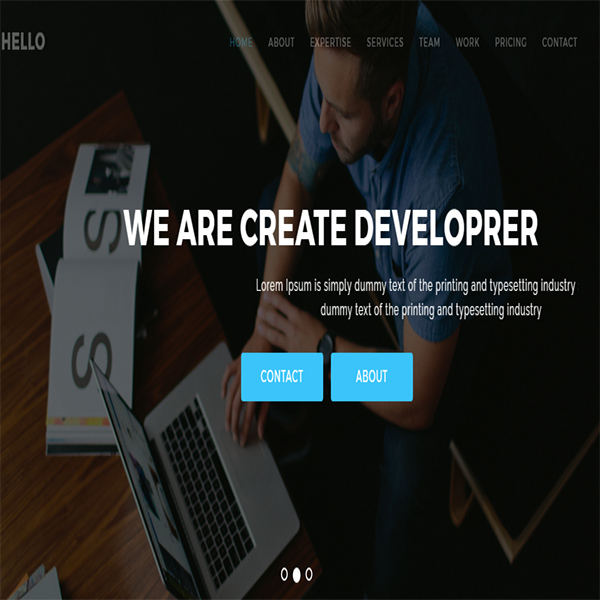 HELLO
HOME ABOUT EXPERTISE SERVICES TEAM WORK PRICING CONTACT
S
WE ARE CREATE DEVELOPRER
Lorem Ipsum is simply dummy text of the printing and typesetting industry
dummy text of the printing and typesetting industry
S
CONTACT ABOUT